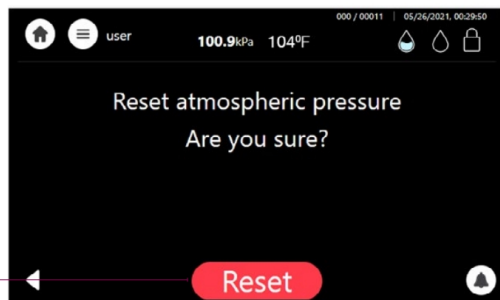 000 / 00011 | 05/26/2021, 00:29:50
user 100.9kPa 104ºF
Reset atmospheric pressure
Are you sure?
Reset